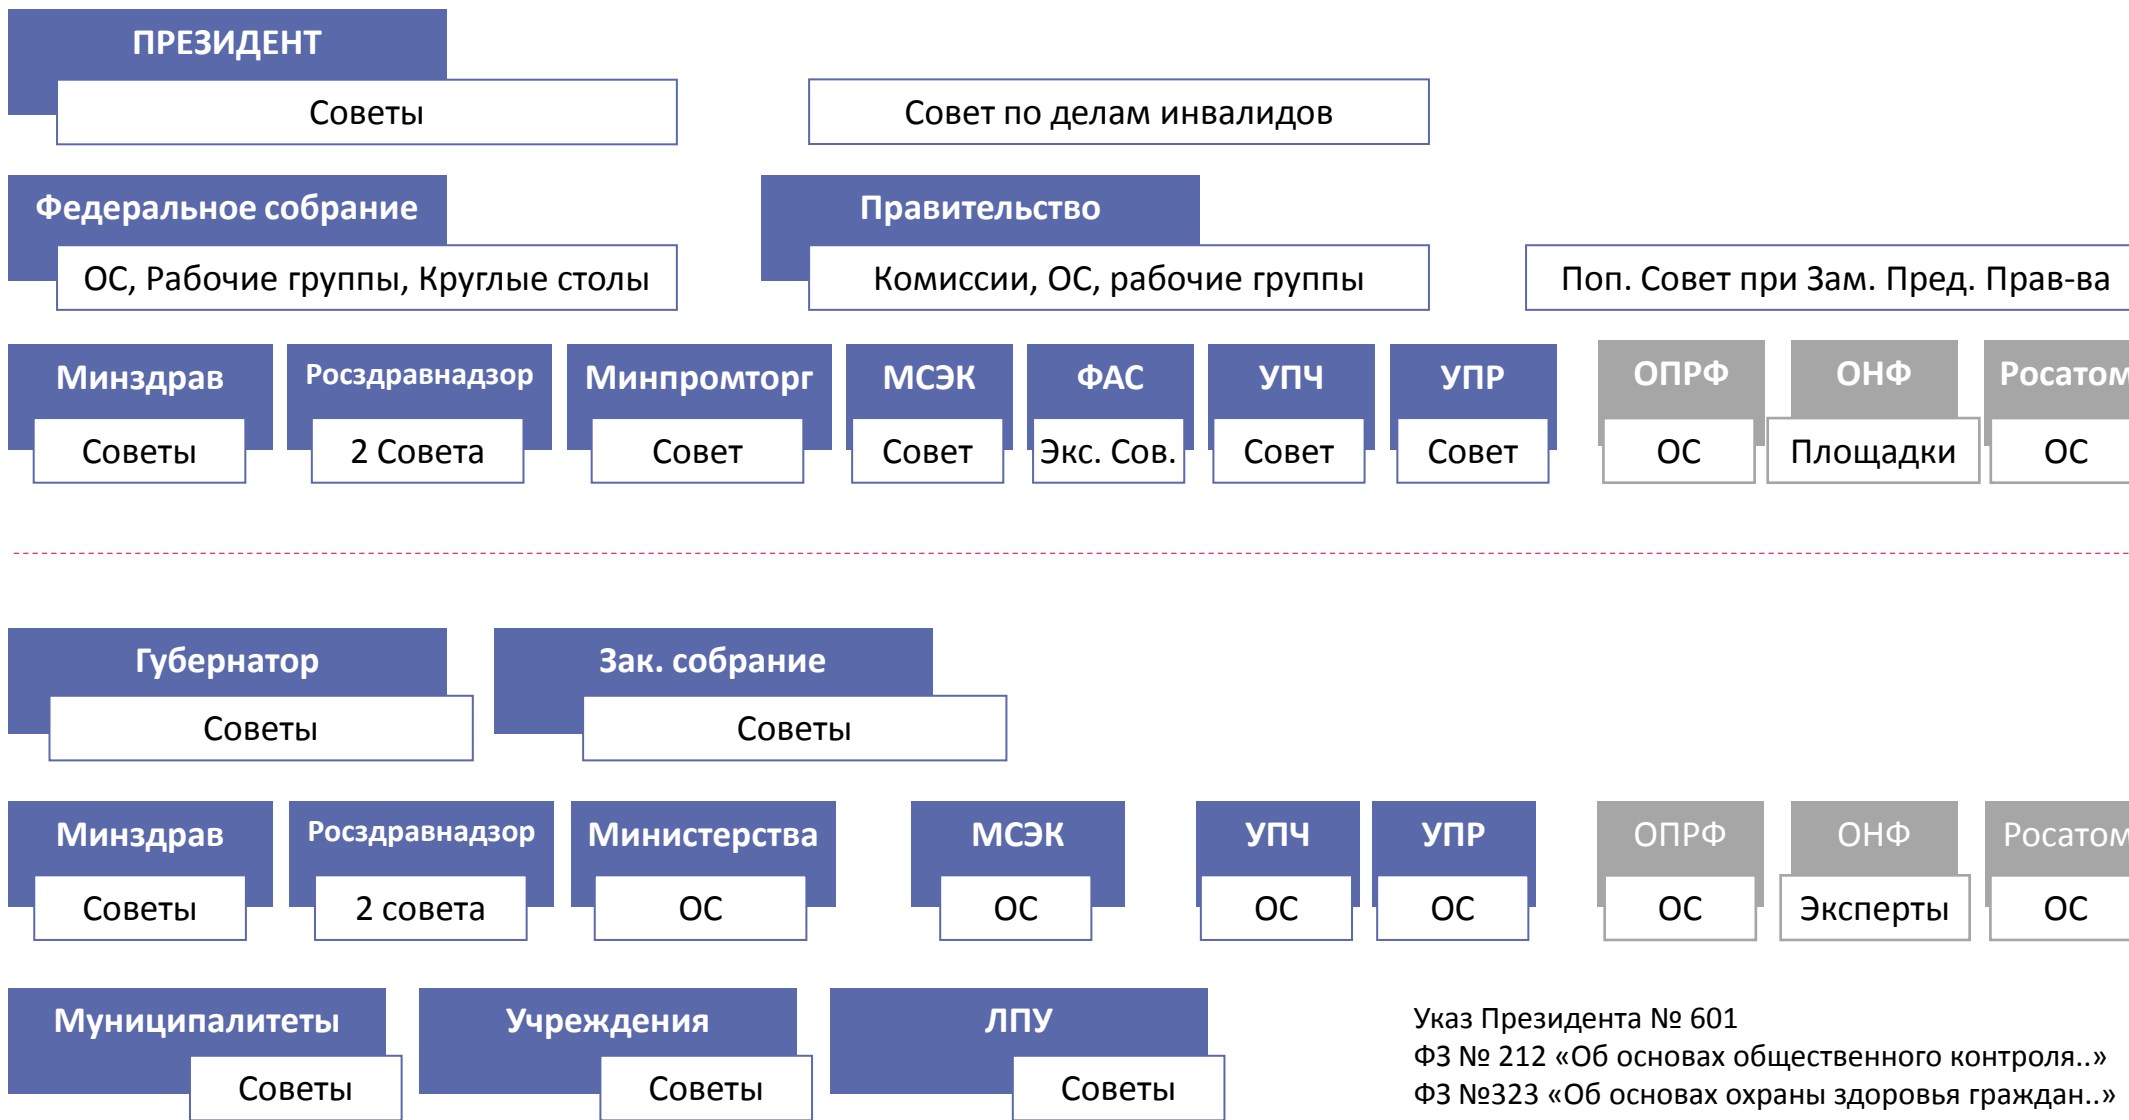 ПРЕЗИДЕНТ
Советы
Совет по делам инвалидов
Федеральное собрание
Правительство
ОС, Рабочие группы, Круглые столы
Комиссии, ОС, рабочие группы
Поп. Совет при Зам. Пред. Прав-ва
Минздрав
Росздравнадзор
Минпромторг
МСЭК
ФАС
УПЧ
УПР
ОПРФ
ОНФ
Росатом
Советы
2 Совета
Совет
Совет
Экс. Сов.
Совет
Совет
ОС
Площадки
ОС
Губернатор
Зак. собрание
Советы
Советы
Минздрав
Росздравнадзор
Министерства
МСЭК
УПЧ
УПР
ОПРФ
ОНФ
Росатом
Советы
2 совета
ОС
ОС
ОС
ОС
ОС
Эксперты
ОС
Муниципалитеты
Учреждения
ЛПУ
Советы
Советы
Советы
Указ Президента № 601
ФЗ № 212 «Об основах общественного контроля..»
ФЗ №323 «Об основах охраны здоровья граждан..»